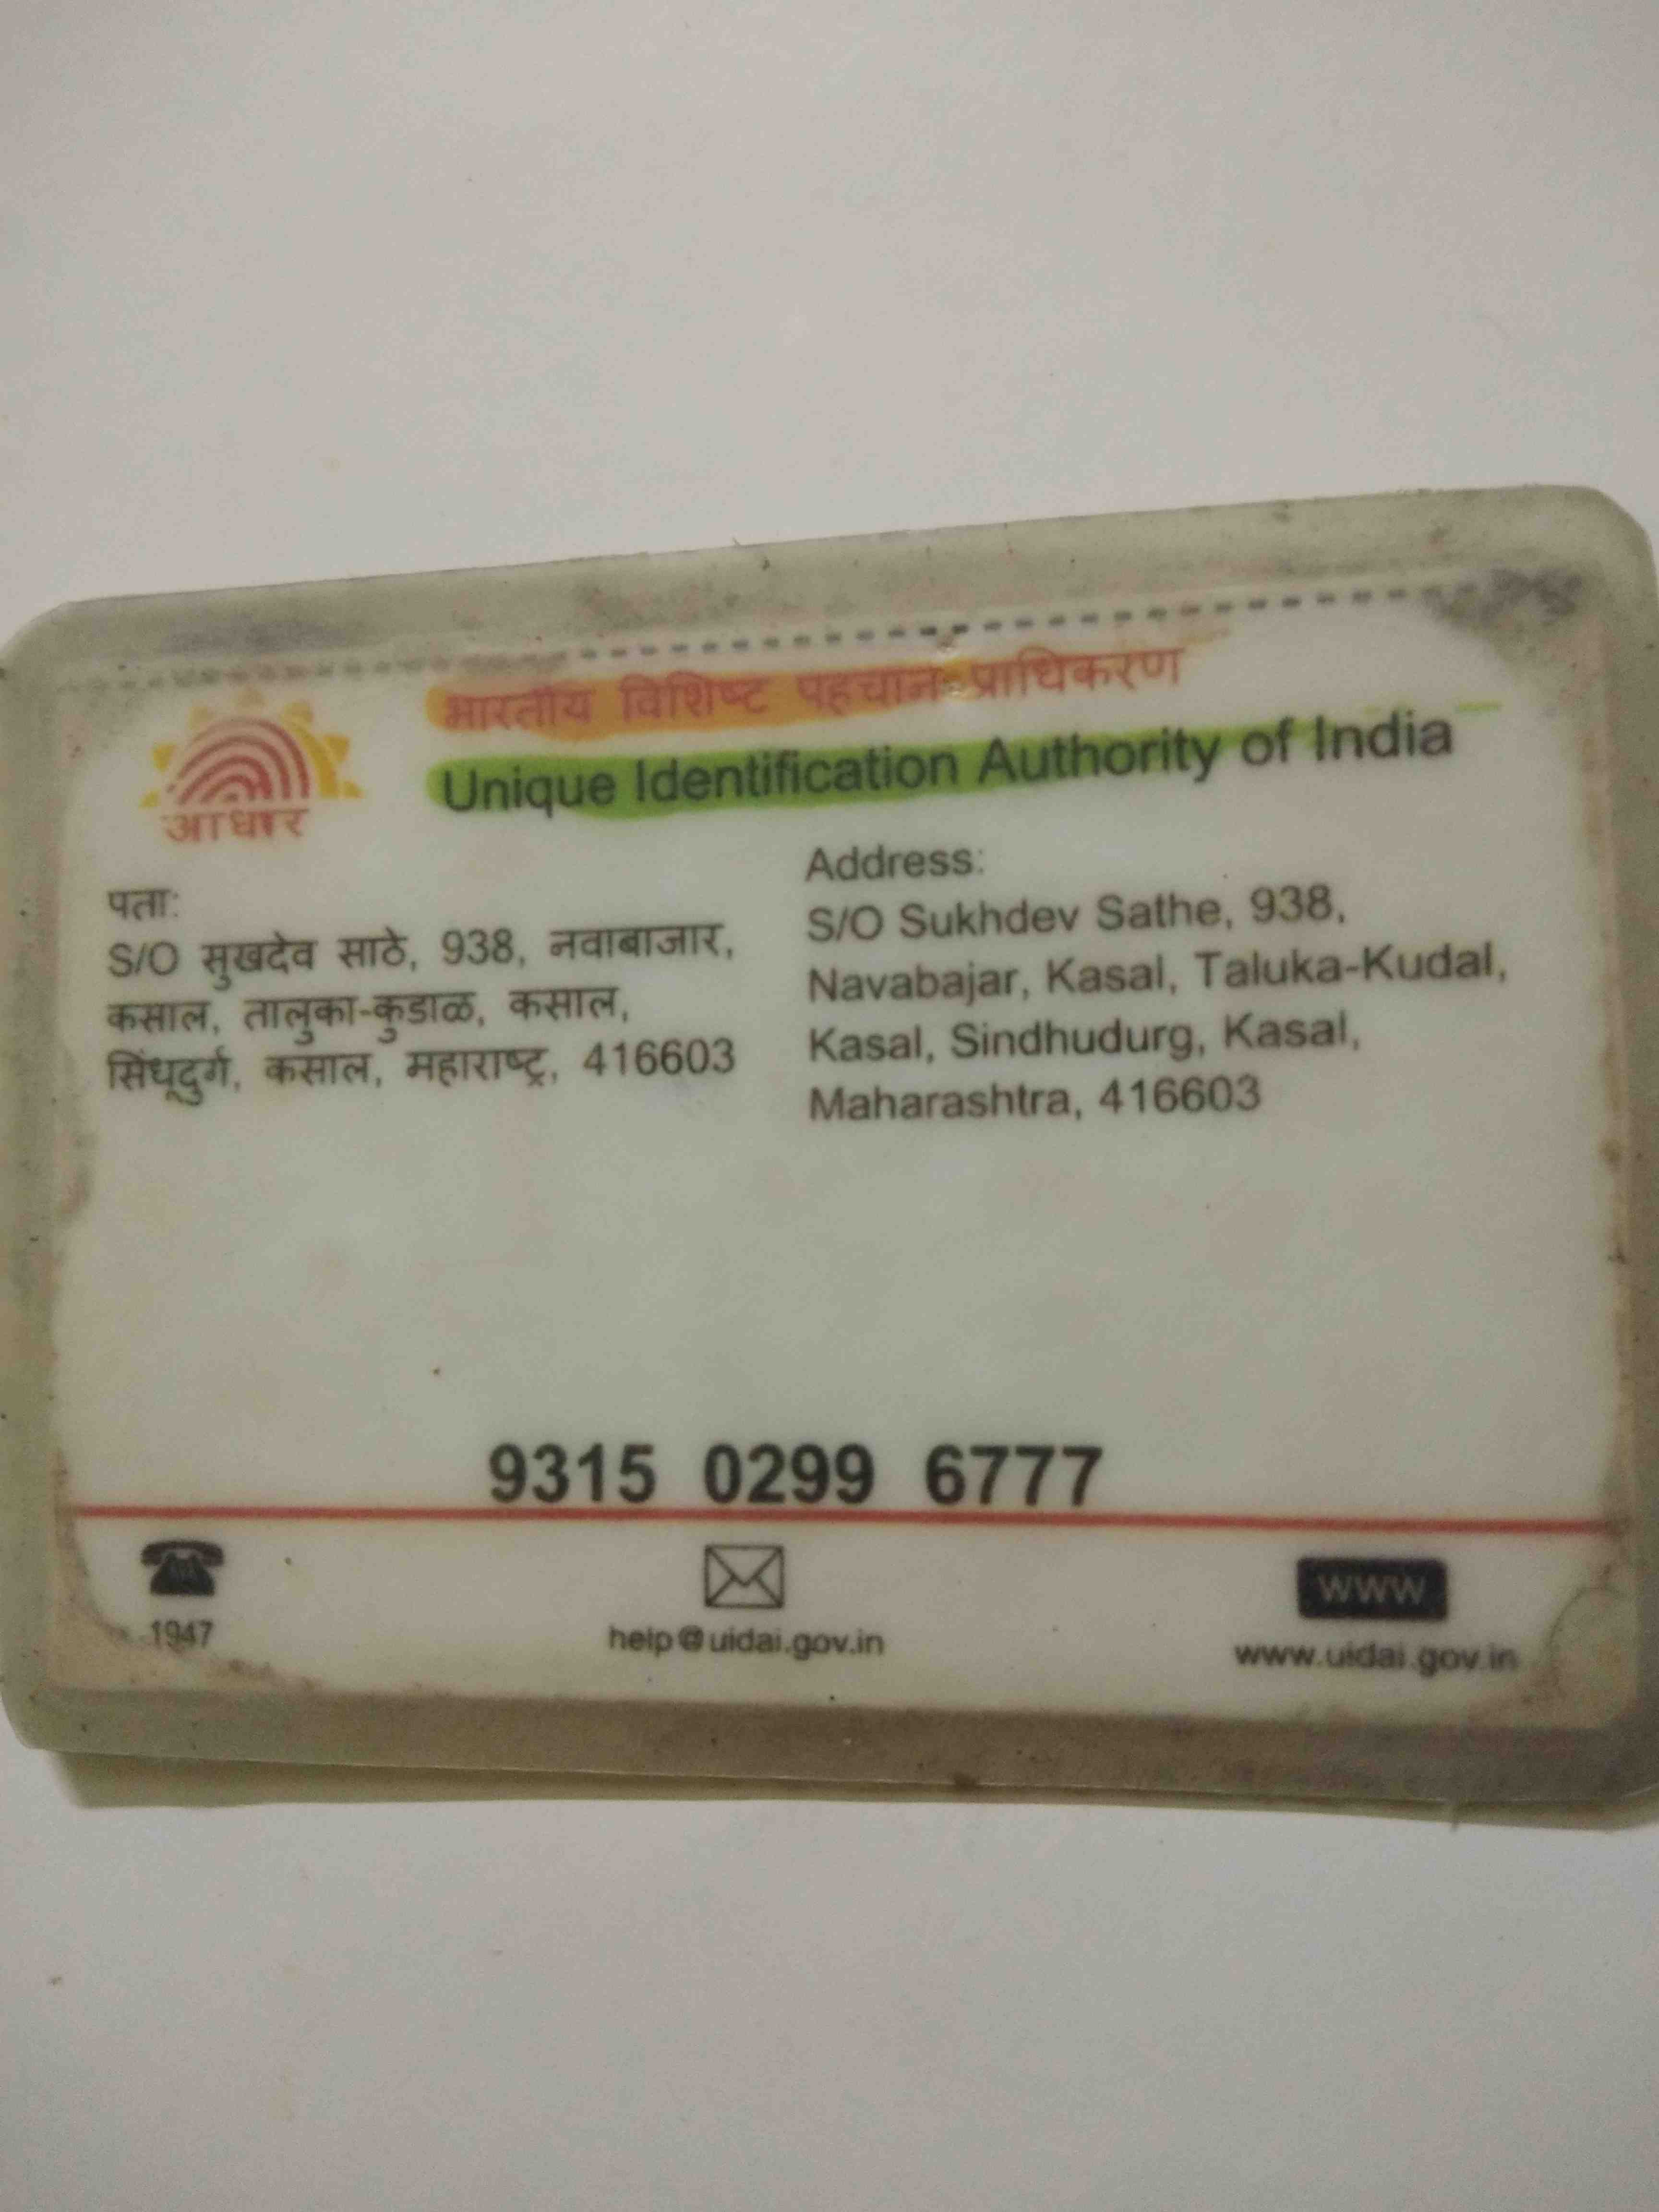 भारतीय विशिष्ट पहचान प्राधिकरण
Unique Identification Authority of India
आधार
पता:
S/O सुखदेव साठे, 938, नवाबाजार,
कसाल, तालुका-कुडाळ, कसाल,
सिंधूदुर्ग, कसाल, महाराष्ट्र, 416603
Address:
S/O Sukhdev Sathe, 938,
Navabajar, Kasal, Taluka-Kudal,
Kasal, Sindhudurg, Kasal,
Maharashtra, 416603
9315 0299 6777
1947
help@uidai.gov.in
WWW
www.uidai.gov.in